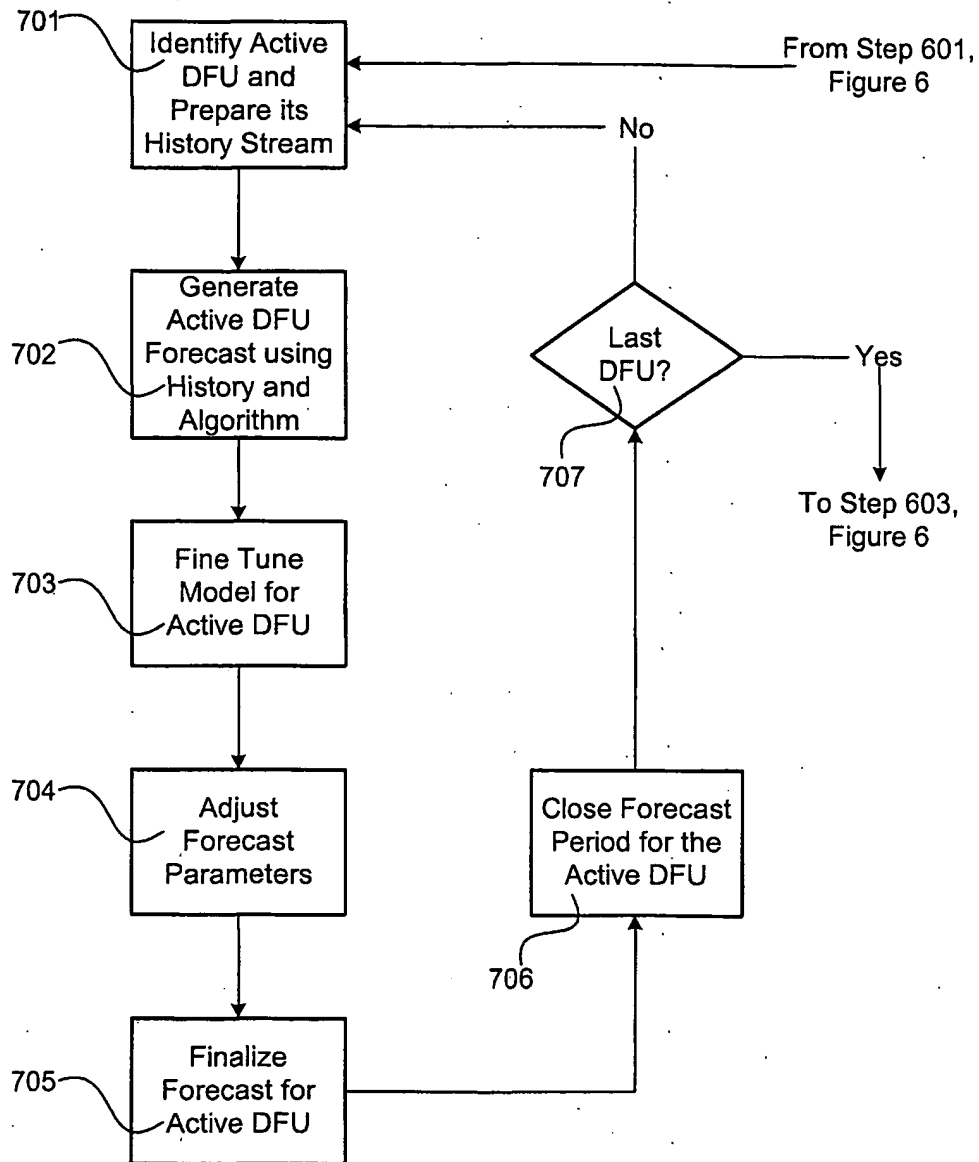 701
Identify Active
DFU and
Prepare its
History Stream
From Step 601,
Figure 6
No
702
Generate
Active DFU
Forecast using
History and
Algorithm
Last
DFU?
Yes
707
To Step 603,
Figure 6
703
Fine Tune
Model for
Active DFU
704
Adjust
Forecast
Parameters
Close Forecast
Period for the
Active DFU
706
705
Finalize
Forecast for
Active DFU